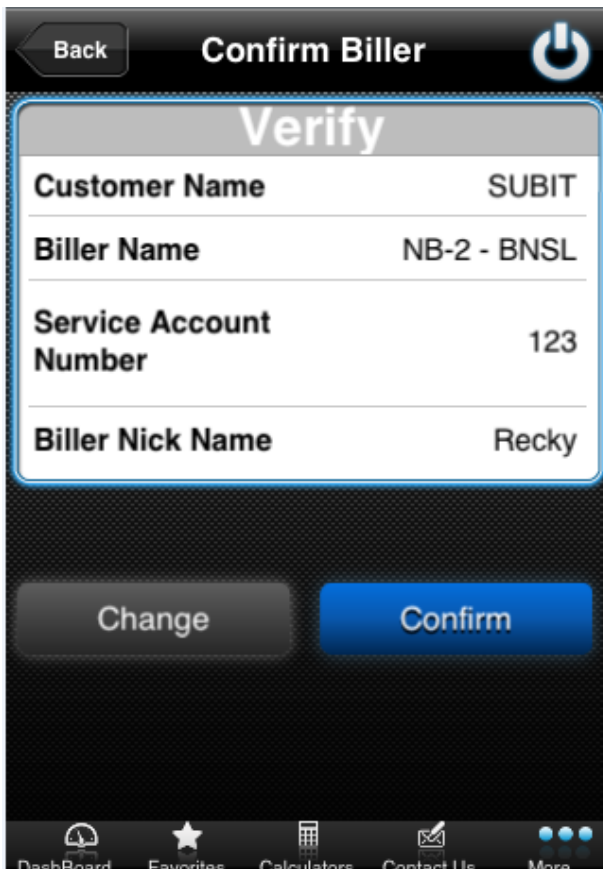 Back Confirm Biller
Verify
Customer Name SUBIT
Biller Name NB-2 - BNSL
Service Account
Number 123
Biller Nick Name Recky
Change Confirm
DashBoard Favorites Calculators Contact Us More